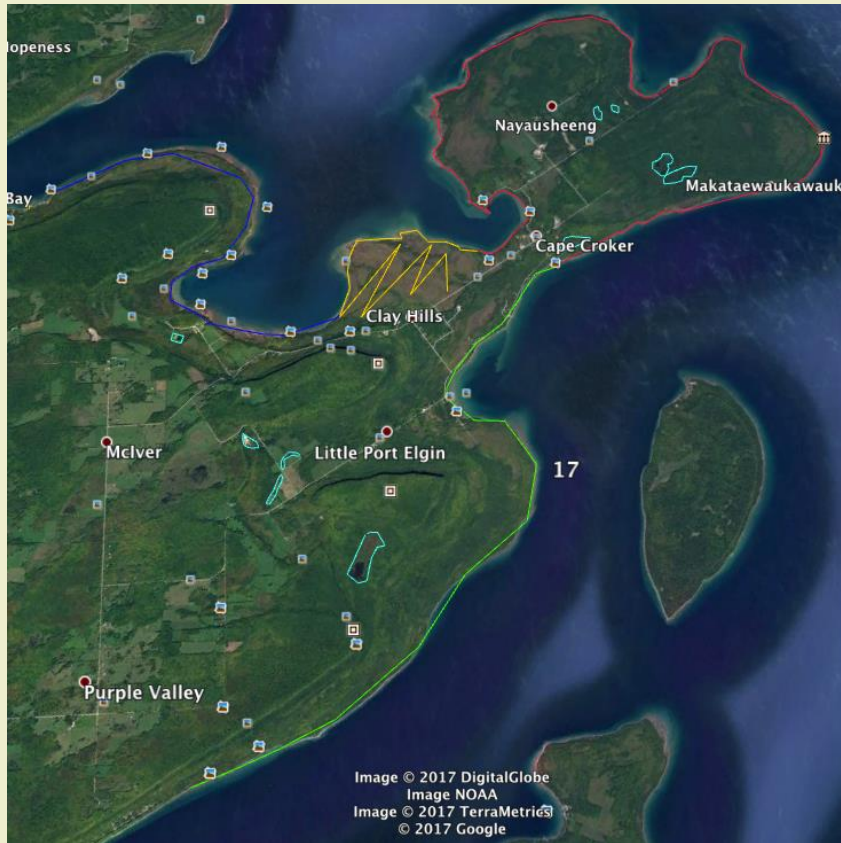 lopeness
Nayausheeng
Makataewaukawauk
Bay
Cape Croker
Clay Hills
McIver
Little Port Elgin
17
Purple Valley
Image © 2017 DigitalGlobe
Image NOAA
Image © 2017 TerraMetrics
© 2017 Google